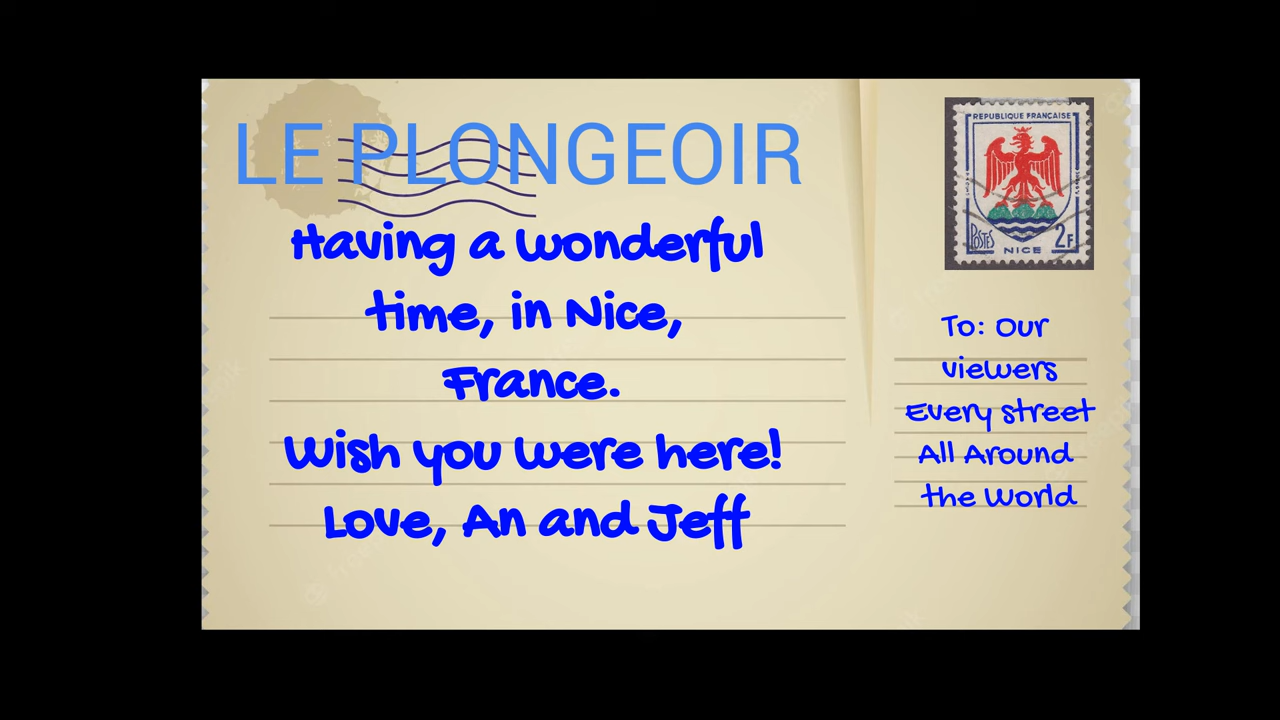 LE PLONGEOIR
Having a wonderful
time, in Nice,
France.
Wish you were here!
Love, An and Jeff
REPUBLIQUE FRANÇAISE
POSTES
2F
NICE
To: Our
viewers
Every street
All Around
the World